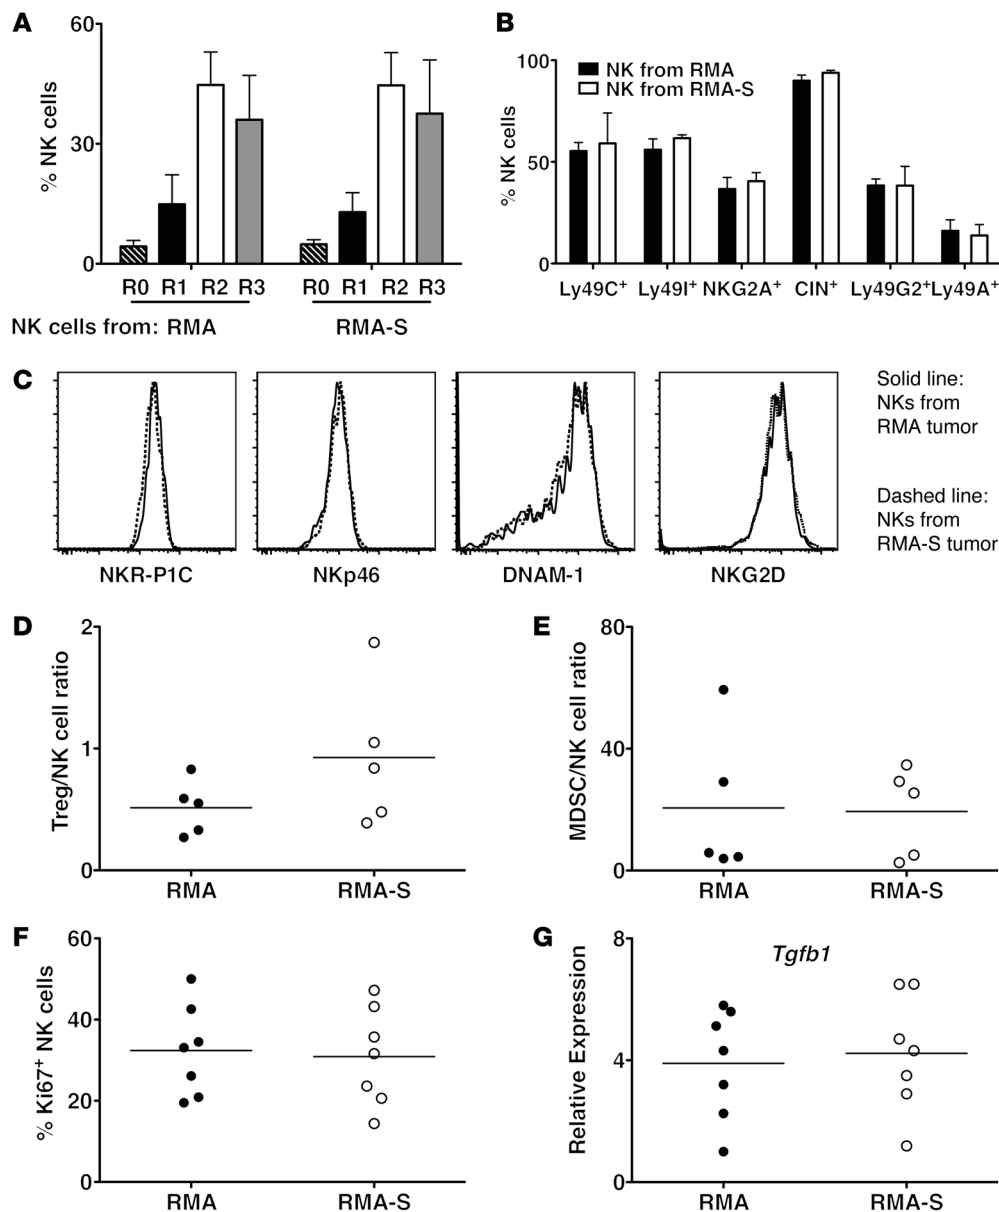 A
60
30
0
% NK cells
R0 R1 R2 R3 R0 R1 R2 R3
NK cells from: RMA RMA-S
B
100
50
0
% NK cells
NK from RMA
NK from RMA-S
Ly49C⁺ Ly49I⁺ NKG2A⁺ CIN⁺ Ly49G2⁺ Ly49A⁺
C
NKR-P1C NKp46 DNAM-1 NKG2D
Solid line:
NKs from
RMA tumor
Dashed line:
NKs from
RMA-S tumor
D
2
1
0
Treg/NK cell ratio
RMA RMA-S
E
80
40
0
MDSC/NK cell ratio
RMA RMA-S
F
60
40
20
0
% Ki67⁺ NK cells
RMA RMA-S
G
8
4
0
Relative Expression
Tgfb1
RMA RMA-S